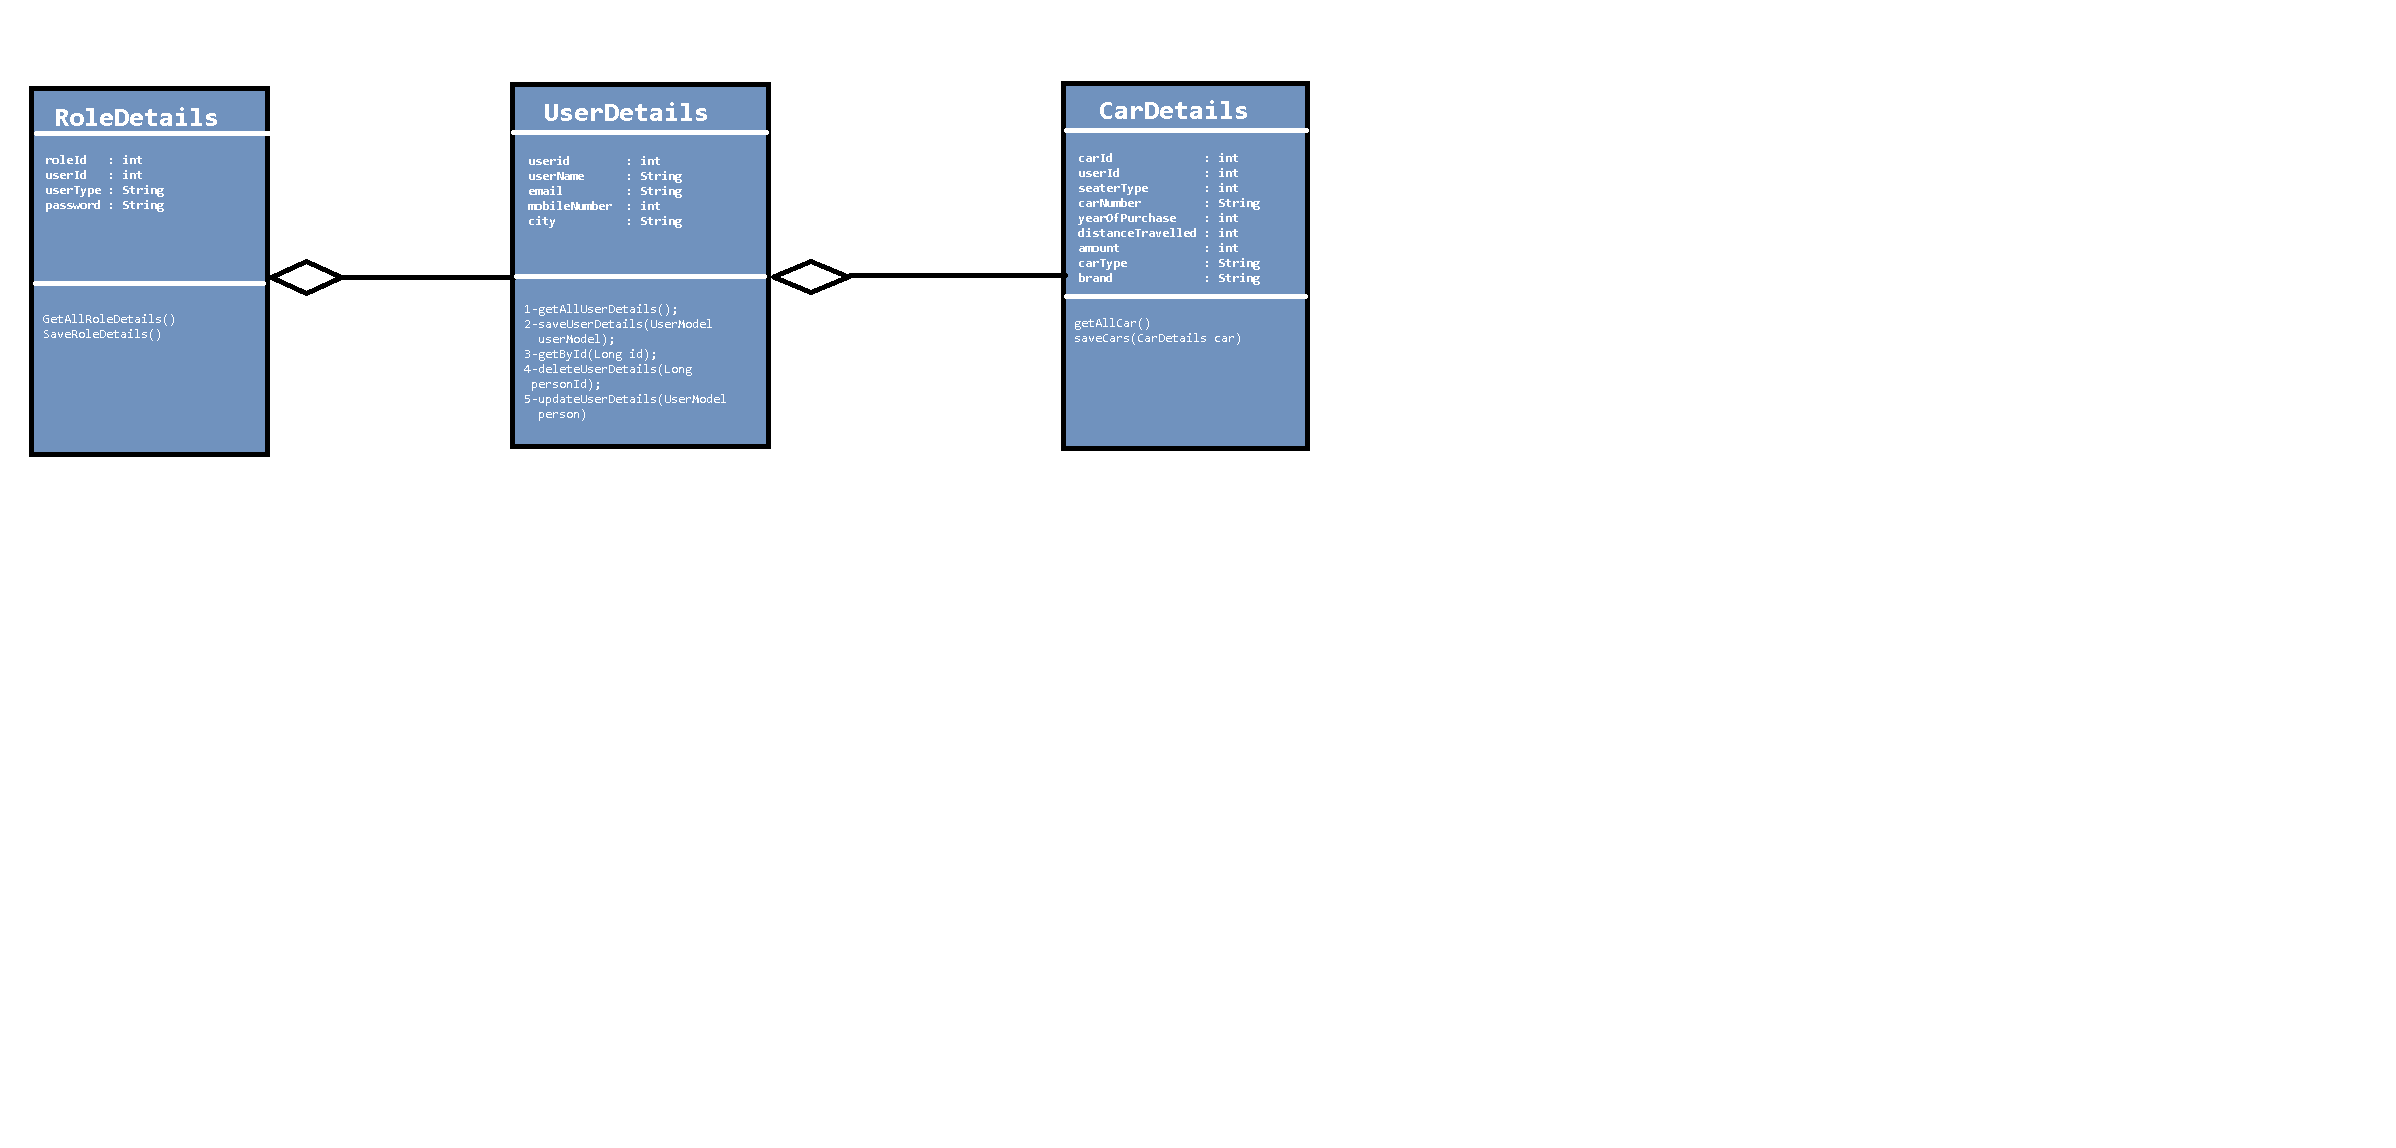 RoleDetails
roleId : int
userId : int
userType : String
password : String
GetAllRoleDetails()
SaveRoleDetails()
UserDetails
userid : int
userName : String
email : String
mobileNumber : int
city : String
1-getAllUserDetails();
2-saveUserDetails(UserModel
userModel);
3-getById(Long id);
4-deleteUserDetails(Long
personId);
5-updateUserDetails(UserModel
person)
CarDetails
carId : int
userId : int
seaterType : int
carNumber : String
yearOfPurchase : int
distanceTravelled : int
amount : int
carType : String
brand : String
getAllCar()
saveCars(CarDetails car)